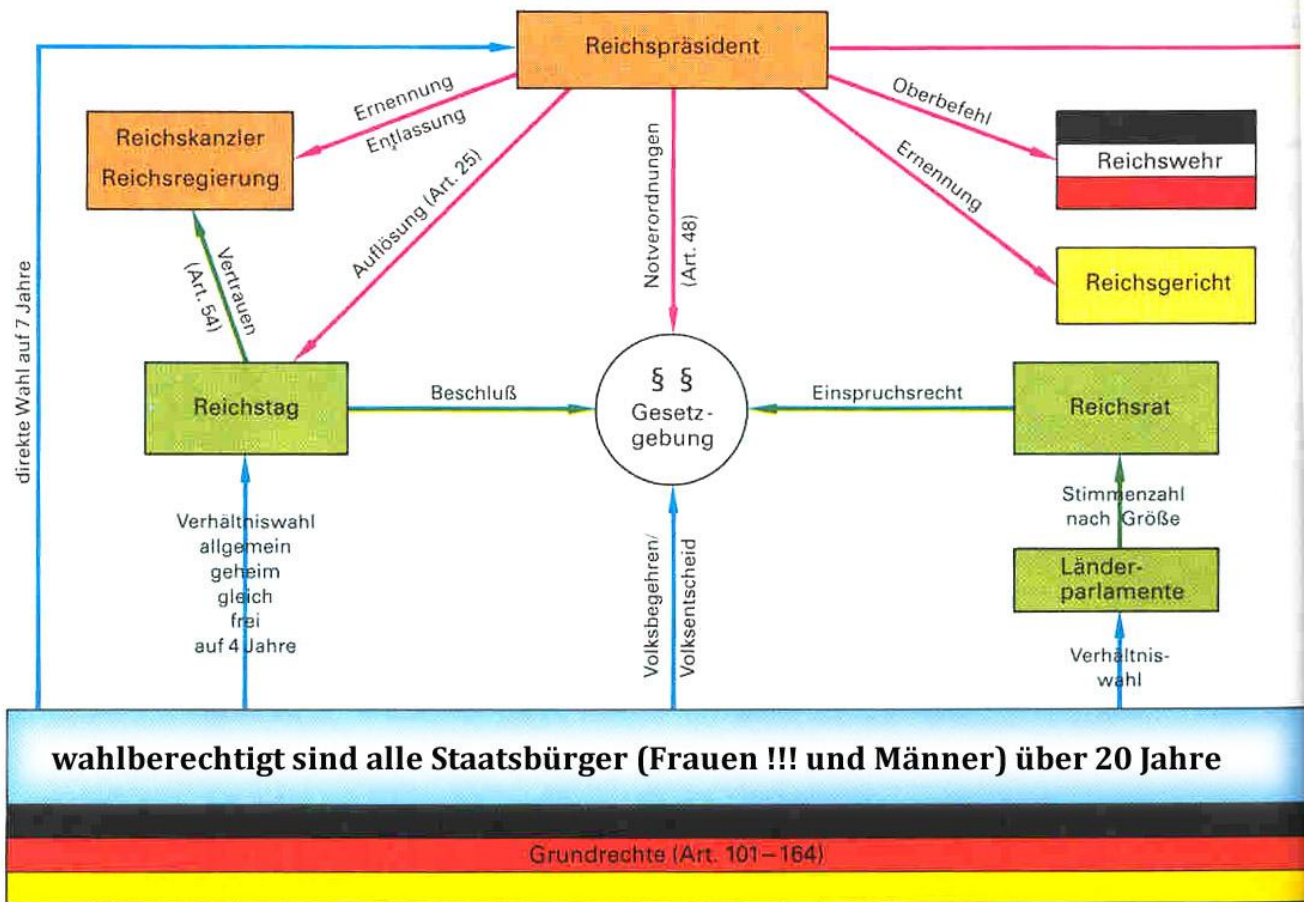 Reichspräsident
Ernennung
Entlassung
Oberbefehl
Reichskanzler
Reichsregierung
Auflösung (Art. 25)
Notverordnungen
(Art. 48)
Ernennung
Reichswehr
Reichsgericht
Vertrauen
(Art. 54)
direkte Wahl auf 7 Jahre
Reichstag
Beschluß
§ §
Gesetz-
gebung
Einspruchsrecht
Reichsrat
Verhältniswahl
allgemein
geheim
gleich
frei
auf 4 Jahre
Volksbegehren/
Volksentscheid
Stimmenzahl
nach Größe
Länder-
parlamente
Verhältnis-
wahl
wahlberechtigt sind alle Staatsbürger (Frauen !!! und Männer) über 20 Jahre
Grundrechte (Art. 101–164)